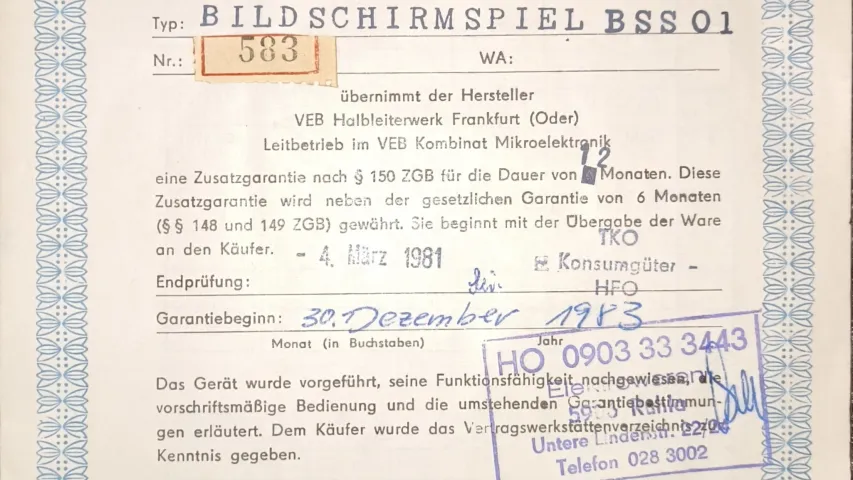 Typ: BILDSCHIRMSPIEL BSS 01
Nr.: 583 WA:
übernimmt der Hersteller
VEB Halbleiterwerk Frankfurt (Oder)
Leitbetrieb im VEB Kombinat Mikroelektronik
eine Zusatzgarantie nach § 150 ZGB für die Dauer von 12 Monaten. Diese
Zusatzgarantie wird neben der gesetzlichen Garantie von 6 Monaten
(§ § 148 und 149 ZGB) gewährt. Sie beginnt mit der Übergabe der Ware
an den Käufer. - 4. März 1981
TKO
Konsumgüter -
HFO
Endprüfung:
Garantiebeginn: 30. Dezember 1983
Monat (in Buchstaben) Jahr
HO 0903 33 3443
Untere Lindenstr.
Telefon 028 3002
Das Gerät wurde vorgeführt, seine Funktionsfähigkeit nachgewiesen, die
vorschriftsmäßige Bedienung und die umstehenden Garantiebestimmun-
gen erläutert. Dem Käufer wurde das Vertragswerkstättenverzeichnis zur
Kenntnis gegeben.